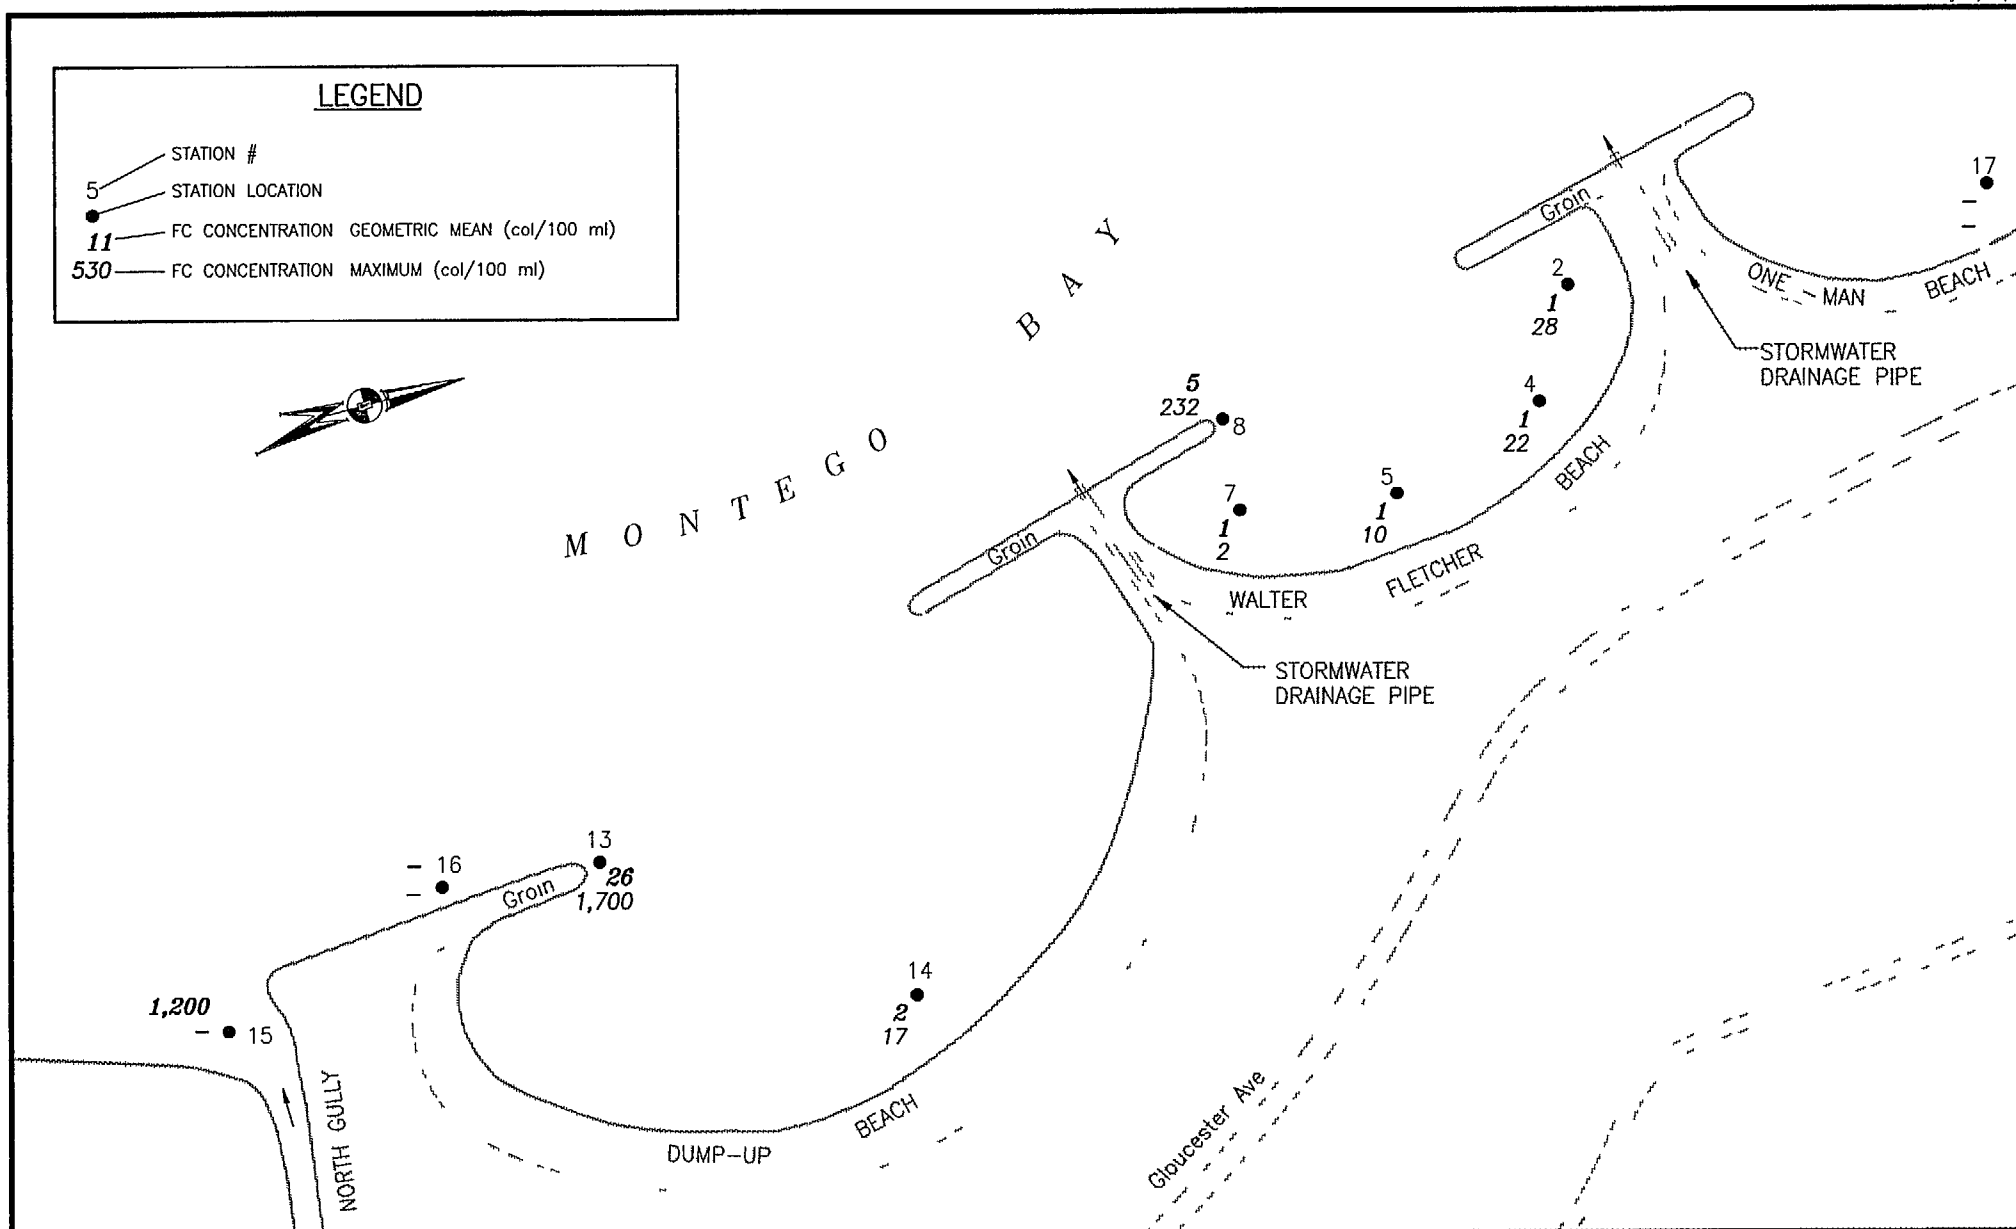 LEGEND
STATION #
5
STATION LOCATION
11
FC CONCENTRATION GEOMETRIC MEAN (col/100 ml)
530
FC CONCENTRATION MAXIMUM (col/100 ml)
MONTEGO BAY
Groin
17
–
–
ONE-MAN BEACH
STORMWATER
DRAINAGE PIPE
2
1
28
4
1
22
5
232
8
7
1
2
5
1
10
Groin
WALTER FLETCHER BEACH
STORMWATER
DRAINAGE PIPE
13
26
1,700
– 16
–
Groin
14
2
17
1,200
– 15
NORTH GULLY
DUMP-UP BEACH
Gloucester Ave